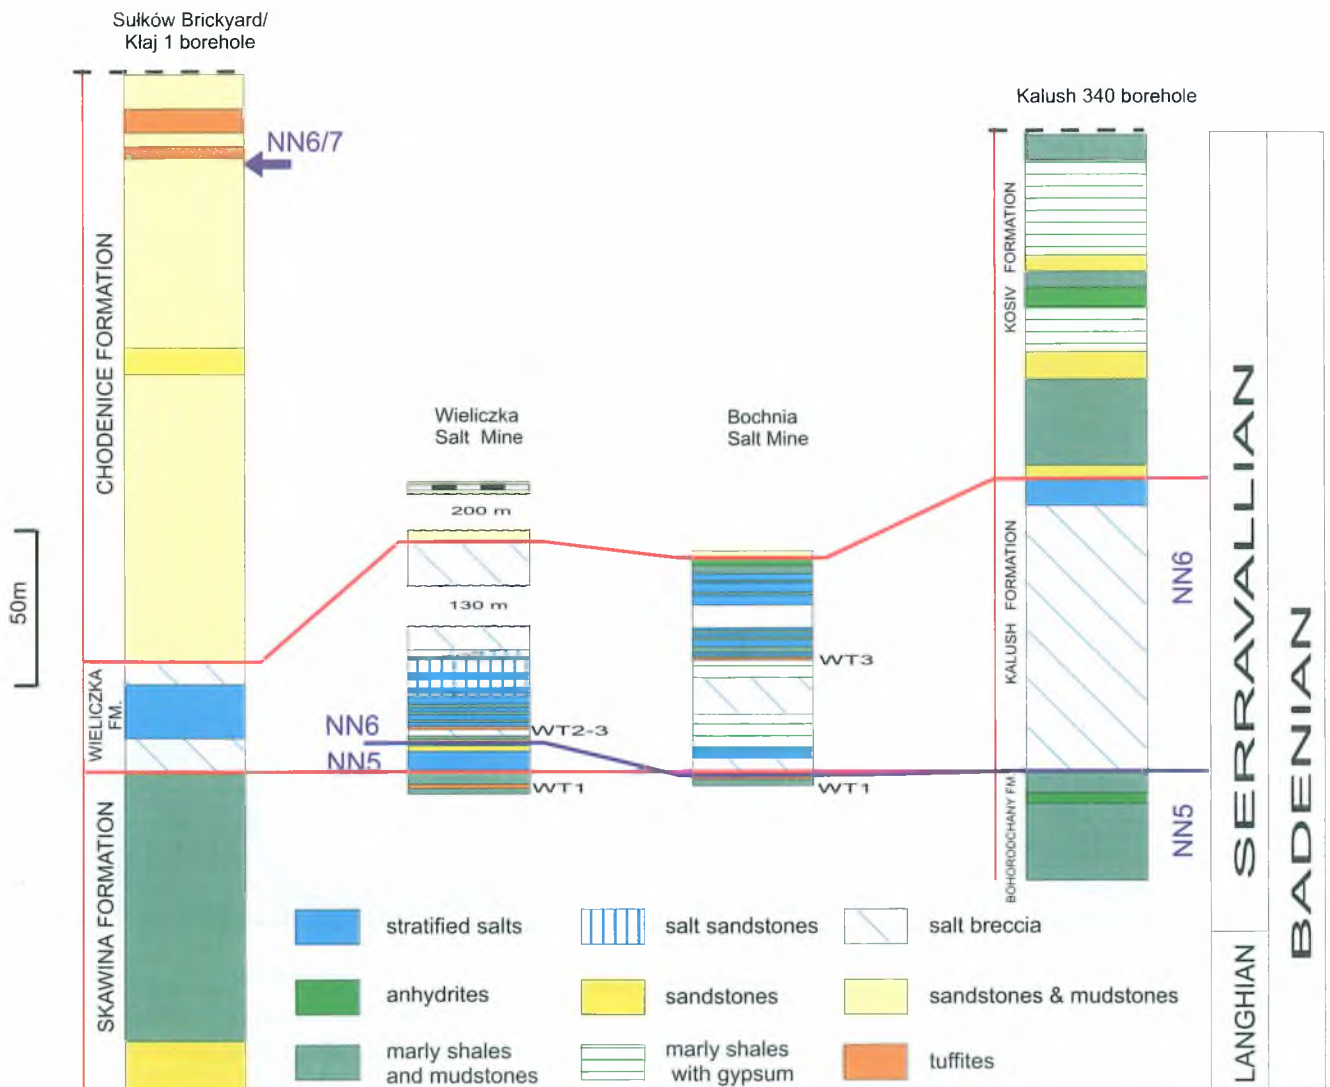 Sułków Brickyard/
Kłaj 1 borehole
Kalush 340 borehole
NN6/7
CHODENICE FORMATION
KOSIV FORMATION
Wieliczka
Salt Mine
Bochnia
Salt Mine
200 m
130 m
50m
WT3
KALUSH FORMATION
NN6
SERRAVALLIAN
BADENIAN
WIELICZKA
FM.
NN6
WT2-3
NN5
WT1
WT1
SKAWINA FORMATION
BOHORODCHANY FM.
NN5
LANGHIAN
stratified salts
salt sandstones
salt breccia
anhydrites
sandstones
sandstones & mudstones
marly shales
and mudstones
marly shales
with gypsum
tuffites